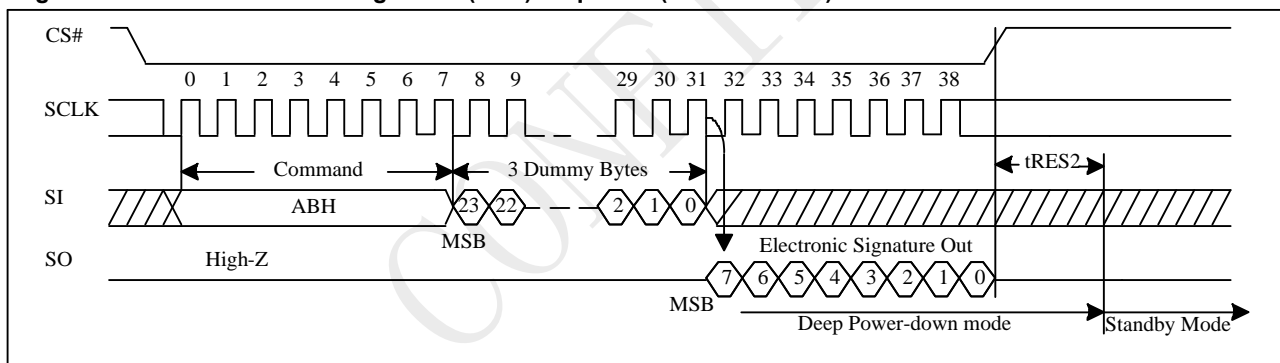 CS#
0 1 2 3 4 5 6 7 8 9 29 30 31 32 33 34 35 36 37 38
SCLK
Command 3 Dummy Bytes tRES2
SI ABH 23 22 2 1 0
MSB Electronic Signature Out
SO High-Z
7 6 5 4 3 2 1 0
MSB
Deep Power-down mode Standby Mode